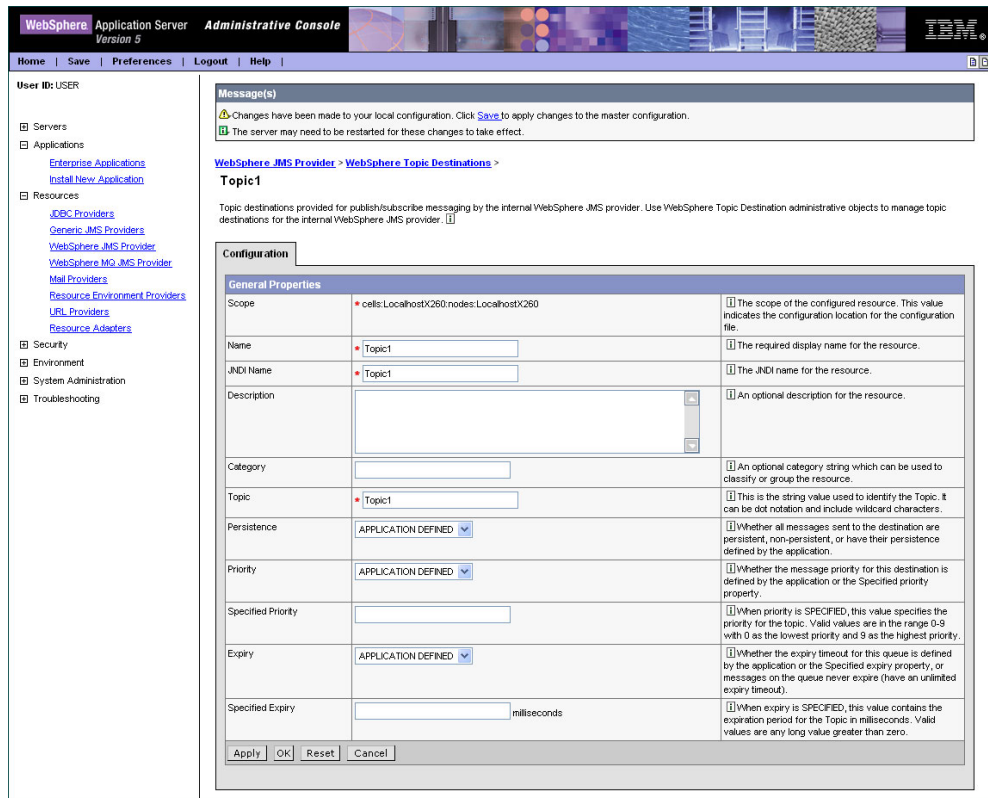 WebSphere Application Server Administrative Console
Version 5
IBM.
Home | Save | Preferences | Logout | Help |
User ID: USER
Servers
Applications
Enterprise Applications
Install New Application
Resources
JDBC Providers
Generic JMS Providers
WebSphere JMS Provider
WebSphere MQ JMS Provider
Mail Providers
Resource Environment Providers
URL Providers
Resource Adapters
Security
Environment
System Administration
Troubleshooting
Message(s)
Changes have been made to your local configuration. Click Save to apply changes to the master configuration.
The server may need to be restarted for these changes to take effect.
WebSphere JMS Provider > WebSphere Topic Destinations >
Topic1
Topic destinations provided for publish/subscribe messaging by the internal WebSphere JMS provider. Use WebSphere Topic Destination administrative objects to manage topic
destinations for the internal WebSphere JMS provider. i
Configuration
General Properties
Scope
* cells:LocalhostX260:nodes:LocalhostX260
i The scope of the configured resource. This value
indicates the configuration location for the configuration
file.
Name
* Topic1
i The required display name for the resource.
JNDI Name
* Topic1
i The JNDI name for the resource.
Description
i An optional description for the resource.
Category
i An optional category string which can be used to
classify or group the resource.
Topic
* Topic1
i This is the string value used to identify the Topic. It
can be dot notation and include wildcard characters.
Persistence
APPLICATION DEFINED
i Whether all messages sent to the destination are
persistent, non-persistent, or have their persistence
defined by the application.
Priority
APPLICATION DEFINED
i Whether the message priority for this destination is
defined by the application or the Specified priority
property.
Specified Priority
i When priority is SPECIFIED, this value specifies the
priority for the topic. Valid values are in the range 0-9
with 0 as the lowest priority and 9 as the highest priority.
Expiry
APPLICATION DEFINED
i Whether the expiry timeout for this queue is defined
by the application or the Specified expiry property, or
messages on the queue never expire (have an unlimited
expiry timeout).
Specified Expiry
milliseconds
i When expiry is SPECIFIED, this value contains the
expiration period for the Topic in milliseconds. Valid
values are any long value greater than zero.
Apply OK Reset Cancel